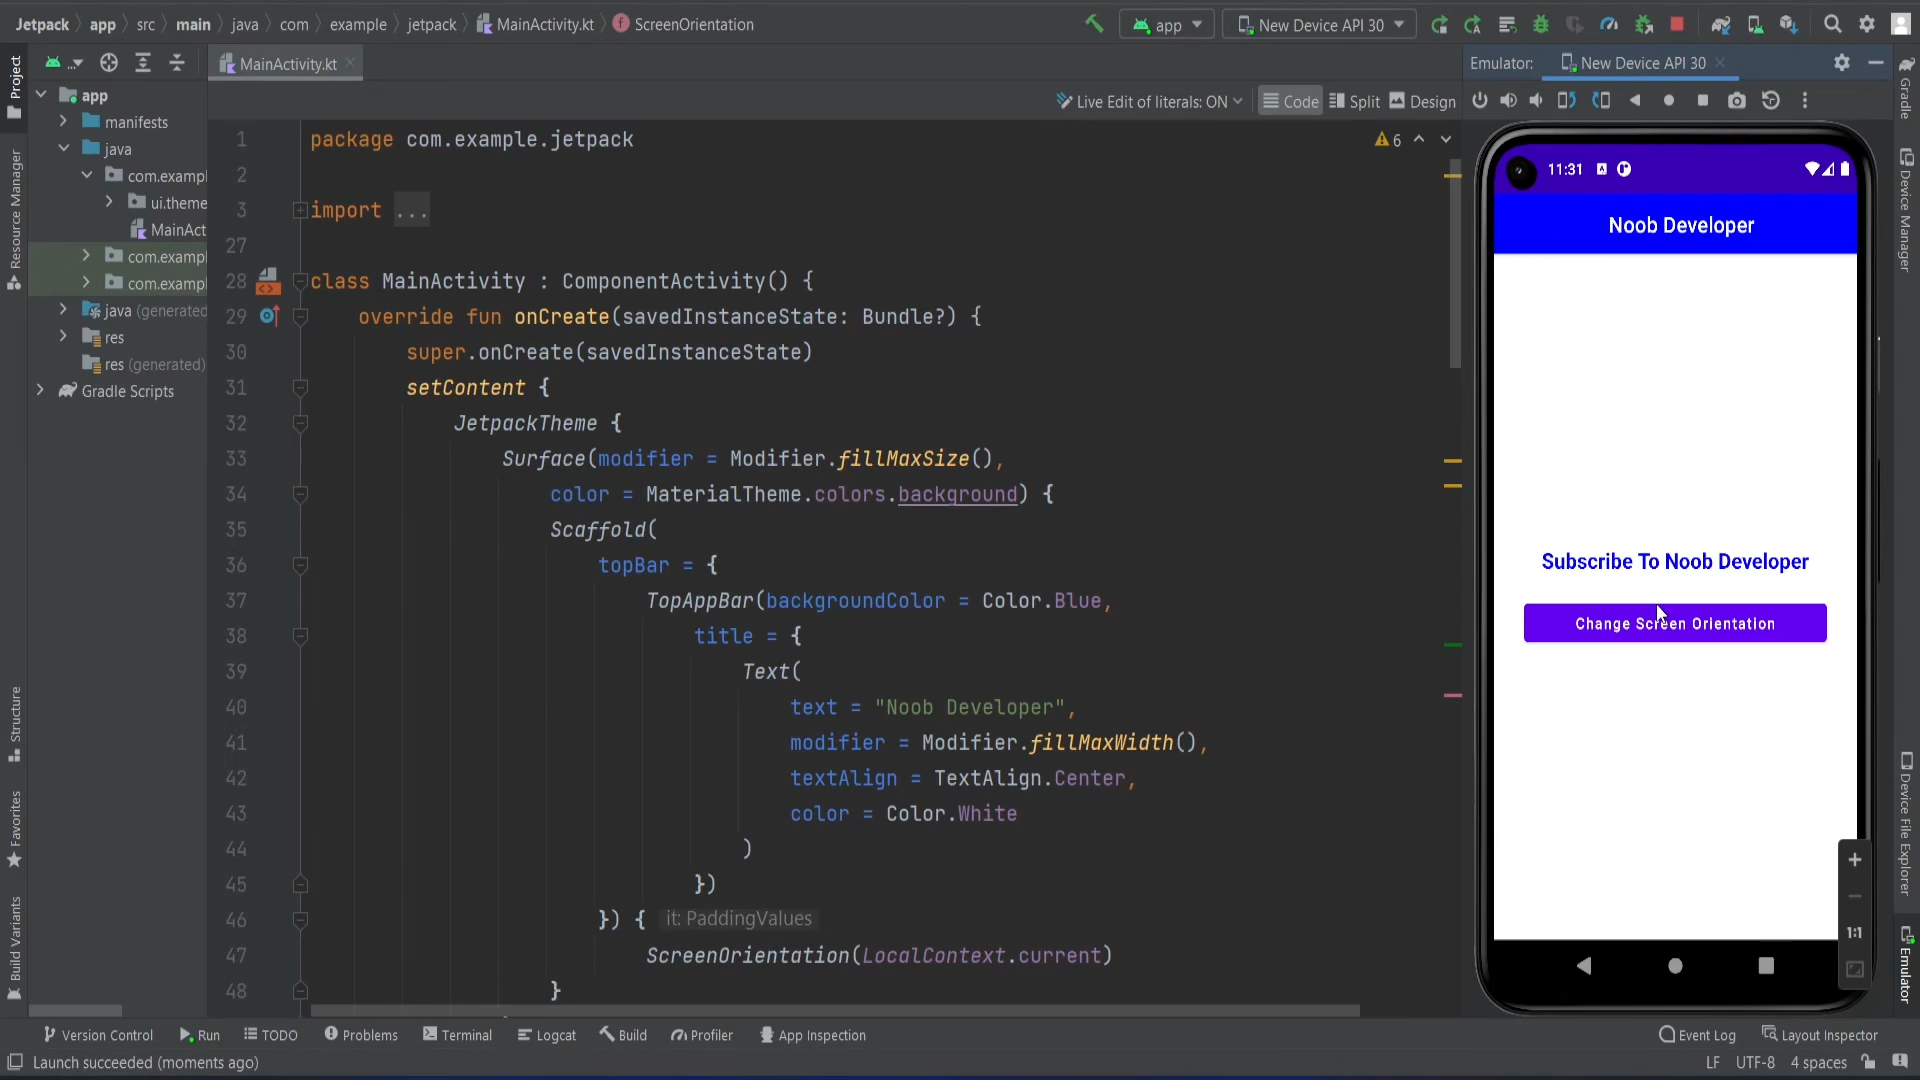 Jetpack app src main java com example jetpack MainActivity.kt ScreenOrientation
app New Device API 30
MainActivity.kt
Emulator: New Device API 30
Live Edit of literals: ON Code Split Design
Project
Resource Manager
Structure
Favorites
Build Variants
app
manifests
java
com.exampl
ui.theme
MainAct
com.exampl
com.exampl
java (generated
res
res (generated)
Gradle Scripts
1 package com.example.jetpack
6
2
3 import ...
27
28 class MainActivity : ComponentActivity() {
29 override fun onCreate(savedInstanceState: Bundle?) {
30 super.onCreate(savedInstanceState)
31 setContent {
32 JetpackTheme {
33 Surface(modifier = Modifier.fillMaxSize(),
34 color = MaterialTheme.colors.background) {
35 Scaffold(
36 topBar = {
37 TopAppBar(backgroundColor = Color.Blue,
38 title = {
39 Text(
40 text = "Noob Developer",
41 modifier = Modifier.fillMaxWidth(),
42 textAlign = TextAlign.Center,
43 color = Color.White
44 )
45 })
46 }) { it: PaddingValues
47 ScreenOrientation(LocalContext.current)
48 }
11:31
Noob Developer
Subscribe To Noob Developer
Change Screen Orientation
1:1
Gradle
Device Manager
Device File Explorer
Emulator
Version Control Run TODO Problems Terminal Logcat Build Profiler App Inspection Event Log Layout Inspector
Launch succeeded (moments ago) LF UTF-8 4 spaces